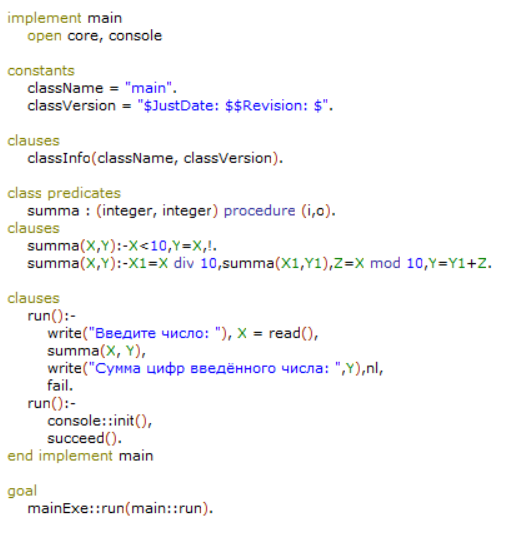 implement main
open core, console
constants
className = "main".
classVersion = "$JustDate: $$Revision: $".
clauses
classInfo(className, classVersion).
class predicates
summa : (integer, integer) procedure (i,o).
clauses
summa(X,Y):-X<10,Y=X,!.
summa(X,Y):-X1=X div 10,summa(X1,Y1),Z=X mod 10,Y=Y1+Z.
clauses
run():-
write("Введите число: "), X = read(),
summa(X, Y),
write("Сумма цифр введённого числа: ",Y),nl,
fail.
run():-
console::init(),
succeed().
end implement main
goal
mainExe::run(main::run).